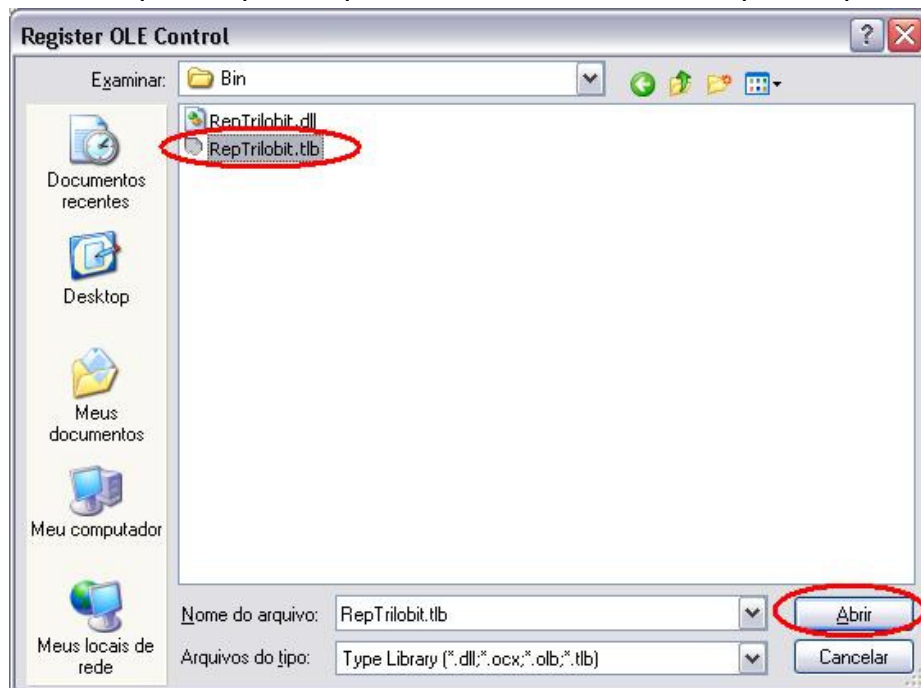 Register OLE Control
Examinar:
Bin
RepTrilobit.dll
RepTrilobit.tlb
Documentos
recentes
Desktop
Meus
documentos
Meu computador
Meus locais de
rede
Nome do arquivo:
RepTrilobit.tlb
Abrir
Arquivos do tipo:
Type Library (*.dll;*.ocx;*.olb;*.tlb)
Cancelar